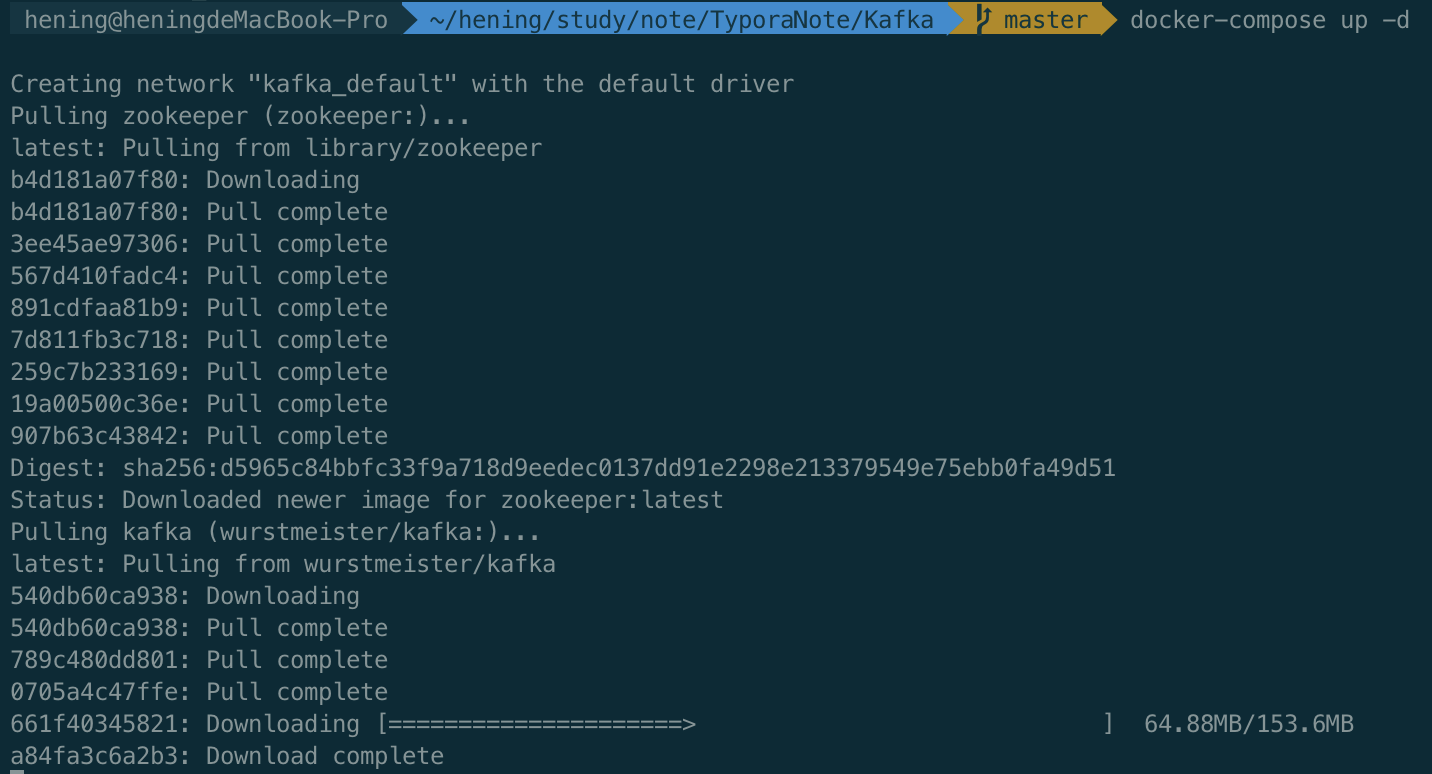 hening@heningdeMacBook-Pro ~/hening/study/note/TyporaNote/Kafka master docker-compose up -d
Creating network "kafka_default" with the default driver
Pulling zookeeper (zookeeper:)...
latest: Pulling from library/zookeeper
b4d181a07f80: Downloading
b4d181a07f80: Pull complete
3ee45ae97306: Pull complete
567d410fadc4: Pull complete
891cdfaa81b9: Pull complete
7d811fb3c718: Pull complete
259c7b233169: Pull complete
19a00500c36e: Pull complete
907b63c43842: Pull complete
Digest: sha256:d5965c84bbfc33f9a718d9eedec0137dd91e2298e213379549e75ebb0fa49d51
Status: Downloaded newer image for zookeeper:latest
Pulling kafka (wurstmeister/kafka:)...
latest: Pulling from wurstmeister/kafka
540db60ca938: Downloading
540db60ca938: Pull complete
789c480dd801: Pull complete
0705a4c47ffe: Pull complete
661f40345821: Downloading [=====================>                             ]  64.88MB/153.6MB
a84fa3c6a2b3: Download complete